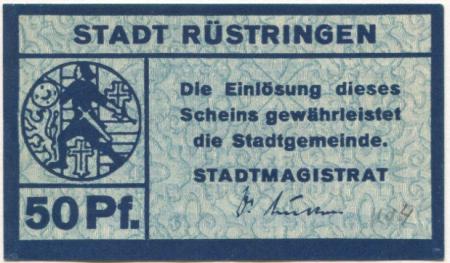 STADT RÜSTRINGEN
Die Einlösung dieses
Scheins gewährleistet
die Stadtgemeinde.
STADTMAGISTRAT
50 Pf.